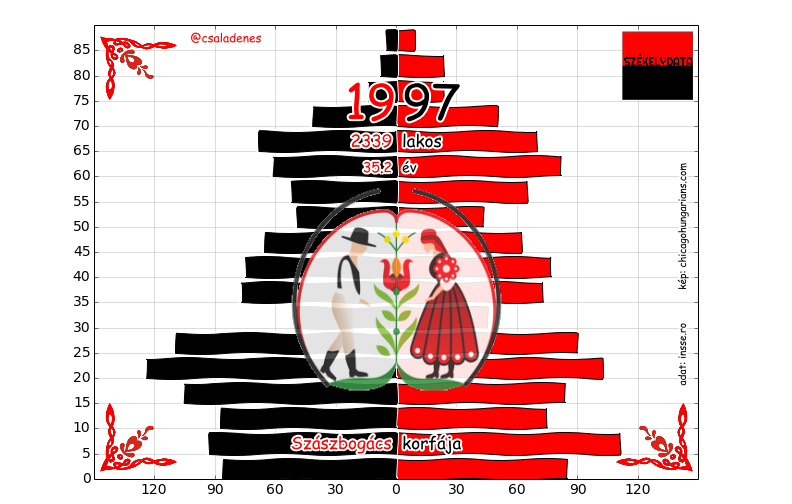 @csaladenes
SZÉKELYDATA
1997
2339 lakos
35,2 év
kép: chicagohungarians.com
adat: insse.ro
Szászbogács korfája
85
80
75
70
65
60
55
50
45
40
35
30
25
20
15
10
5
0
120 90 60 30 0 30 60 90 120